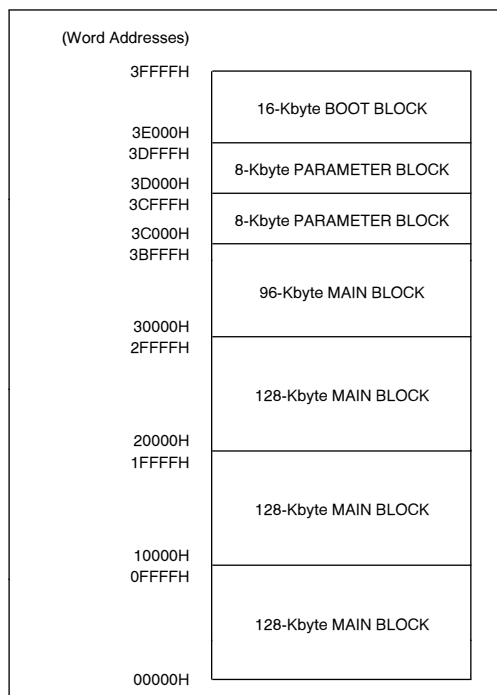 (Word Addresses)
3FFFFH
16-Kbyte BOOT BLOCK
3E000H
3DFFFH
8-Kbyte PARAMETER BLOCK
3D000H
3CFFFH
8-Kbyte PARAMETER BLOCK
3C000H
3BFFFH
96-Kbyte MAIN BLOCK
30000H
2FFFFH
128-Kbyte MAIN BLOCK
20000H
1FFFFH
128-Kbyte MAIN BLOCK
10000H
0FFFFH
128-Kbyte MAIN BLOCK
00000H